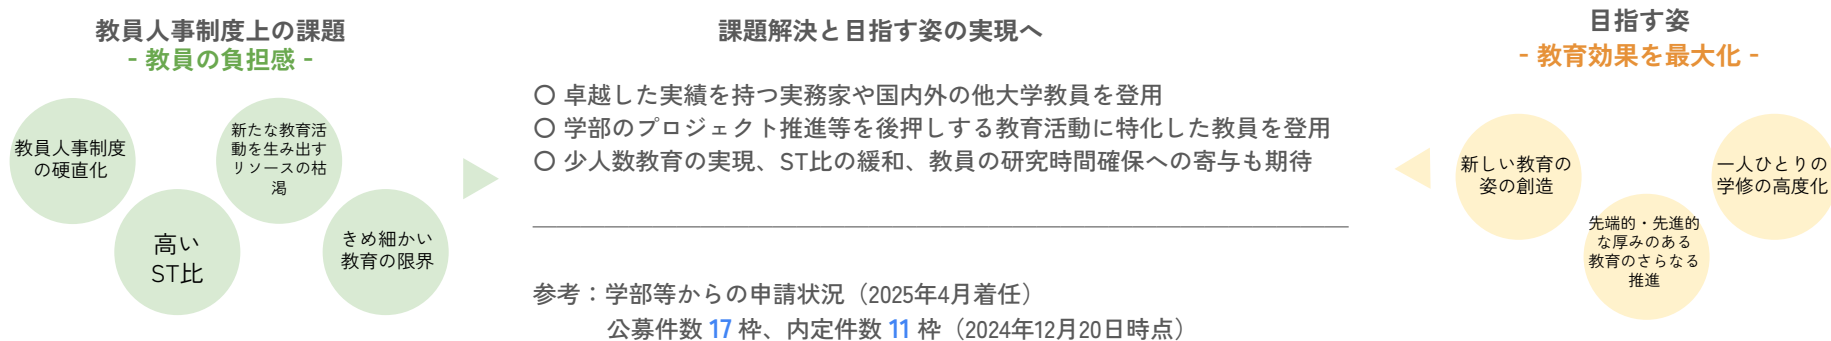 教員人事制度上の課題
- 教員の負担感 -
教員人事制度
の硬直化
高い
ST比
新たな教育活
動を生み出す
リソースの枯
渇
きめ細かい
教育の限界
課題解決と目指す姿の実現へ
〇 卓越した実績を持つ実務家や国内外の他大学教員を登用
〇 学部のプロジェクト推進等を後押しする教育活動に特化した教員を登用
〇 少人数教育の実現、ST比の緩和、教員の研究時間確保への寄与も期待
参考：学部等からの申請状況（2025年4月着任）
公募件数 17 枠、内定件数 11 枠（2024年12月20日時点）
目指す姿
- 教育効果を最大化 -
新しい教育の
姿の創造
先端的・先進的
な厚みのある
教育のさらなる
推進
一人ひとりの
学修の高度化